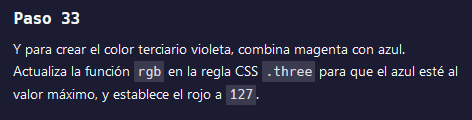 Paso 33
Y para crear el color terciario violeta, combina magenta con azul.
Actualiza la función rgb en la regla CSS .three para que el azul esté al
valor máximo, y establece el rojo a 127.